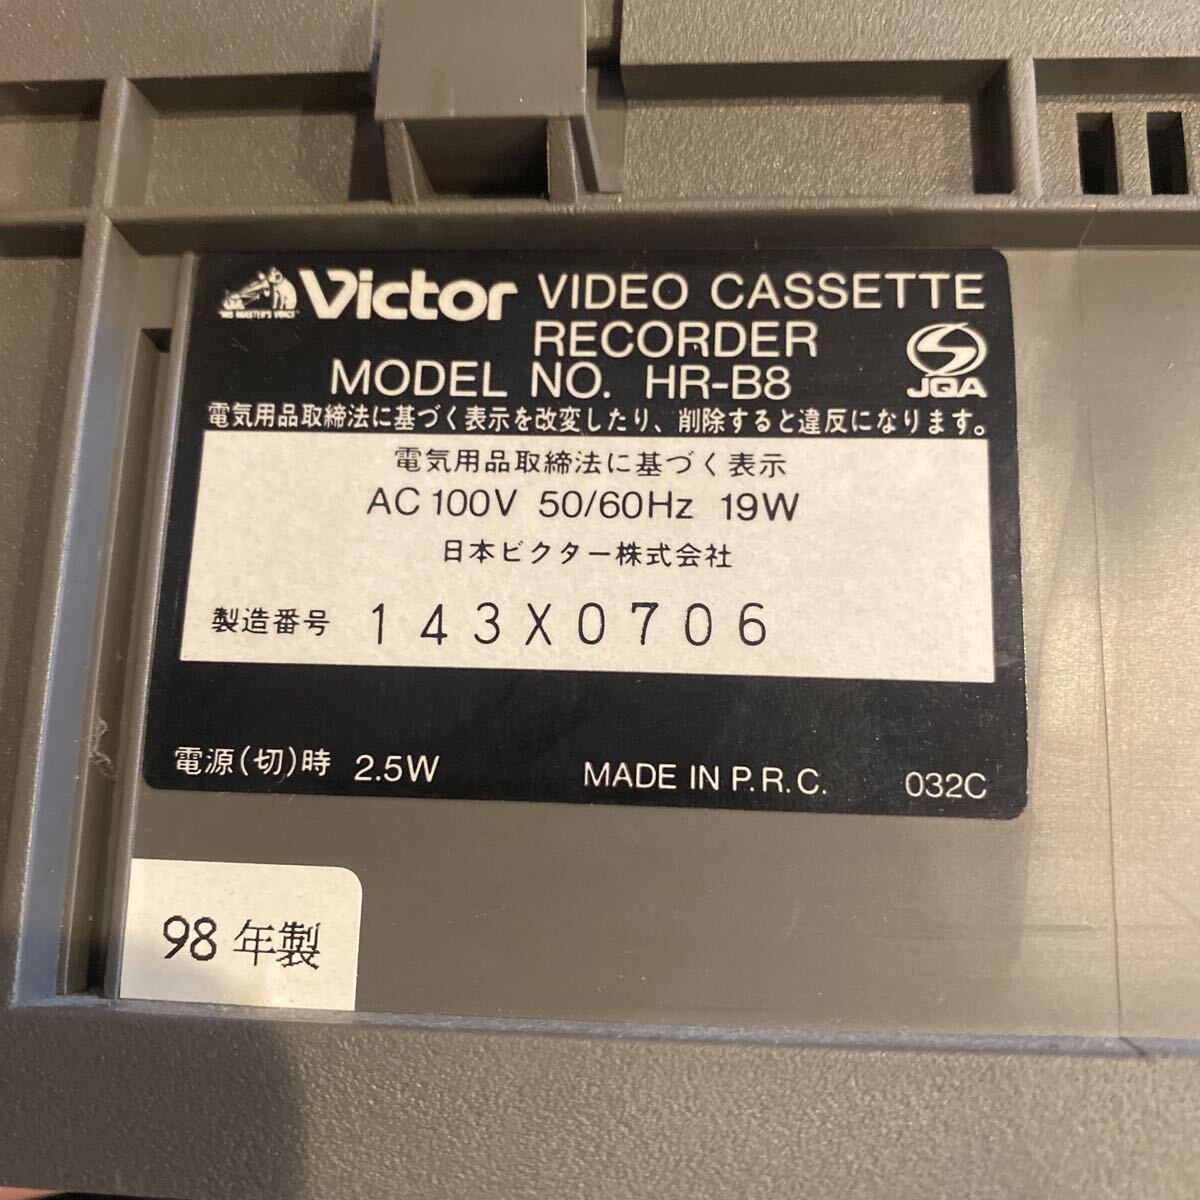 "HIS MASTER'S VOICE"
Victor VIDEO CASSETTE
RECORDER
MODEL NO. HR-B8
JQA
電気用品取締法に基づく表示を改変したり、削除すると違反になります。
電気用品取締法に基づく表示
AC 100V 50/60Hz 19W
日本ビクター株式会社
製造番号 143X0706
電源(切)時 2.5W MADE IN P.R.C. 032C
98 年製